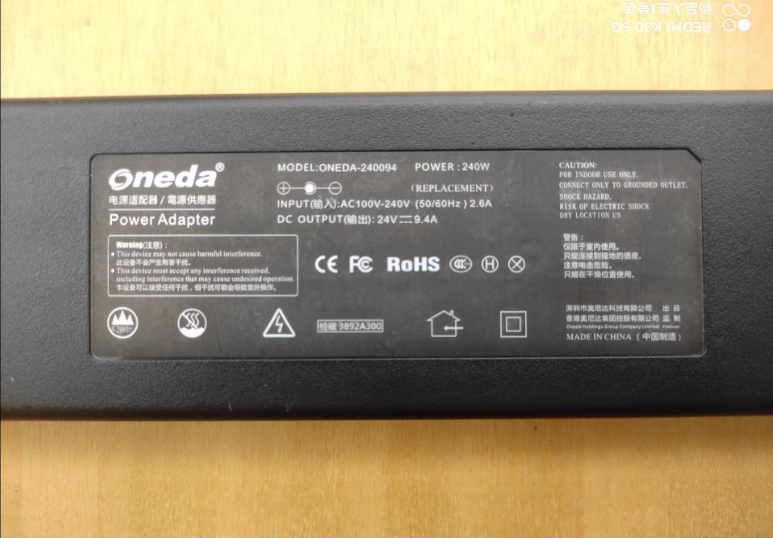 REDMI K30 5G
Oneda®
电源适配器 / 電源供應器
Power Adapter
MODEL:ONEDA-240094 POWER : 240W
(REPLACEMENT)
INPUT(输入):AC100V-240V (50/60Hz ) 2.6A
DC OUTPUT(输出): 24V 9.4A
CAUTION:
FOR INDOOR USE ONLY.
CONNECT ONLY TO GROUNDED OUTLET.
SHOCK HAZARD.
RISK OF ELECTRIC SHOCK
DRY LOCATION US
警告:
仅限于室内使用。
只能连接到接地的插座。
注意电击危险。
只能在干燥位置使用。
Warning(注意) :
• This device may not cause harmful interference.
此设备不会产生有害干扰。
• This device must accept any interference received,
including interference that may cause undesired operation.
本设备可以接受任何干扰,但干扰可能会导致意外操作。
CE FC RoHS CCC H
检磁 3892A300
深圳市奥尼达科技有限公司 出 品
香港奥尼达集团控股有限公司 监 制
Oneda Holdings Group Company Limited Produce
MADE IN CHINA ( 中国制造 )